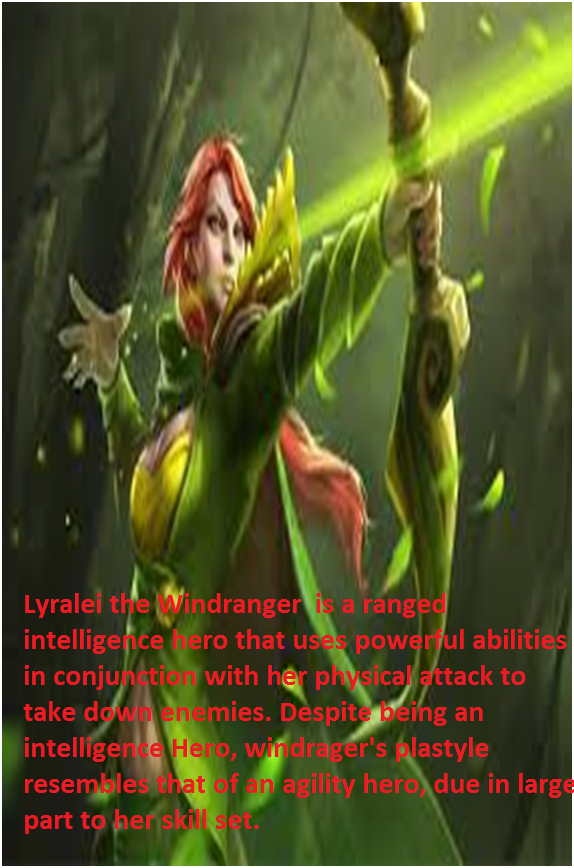 Lyralei the Windranger  is a ranged
intelligence hero that uses powerful abilities
in conjunction with her physical attack to
take down enemies. Despite being an
intelligence Hero, windrager's plastyle
resembles that of an agility hero, due in large
part to her skill set.